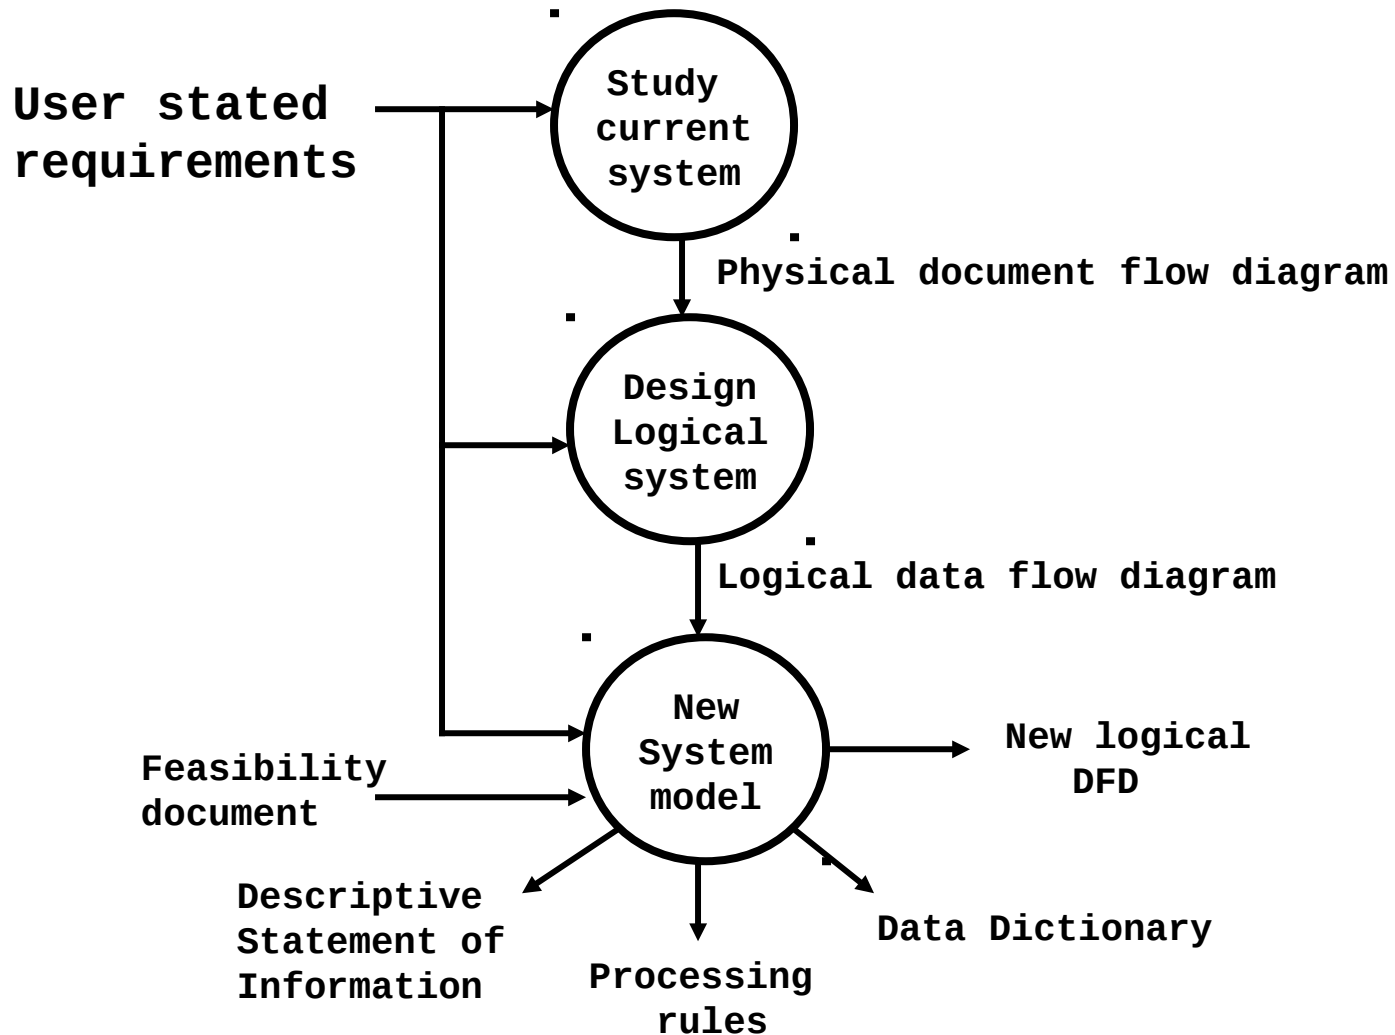 User stated
requirements
Study
current
system
Physical document flow diagram
Design
Logical
system
Logical data flow diagram
New
System
model
New logical
DFD
Feasibility
document
Descriptive
Statement of
Information
Processing
rules
Data Dictionary